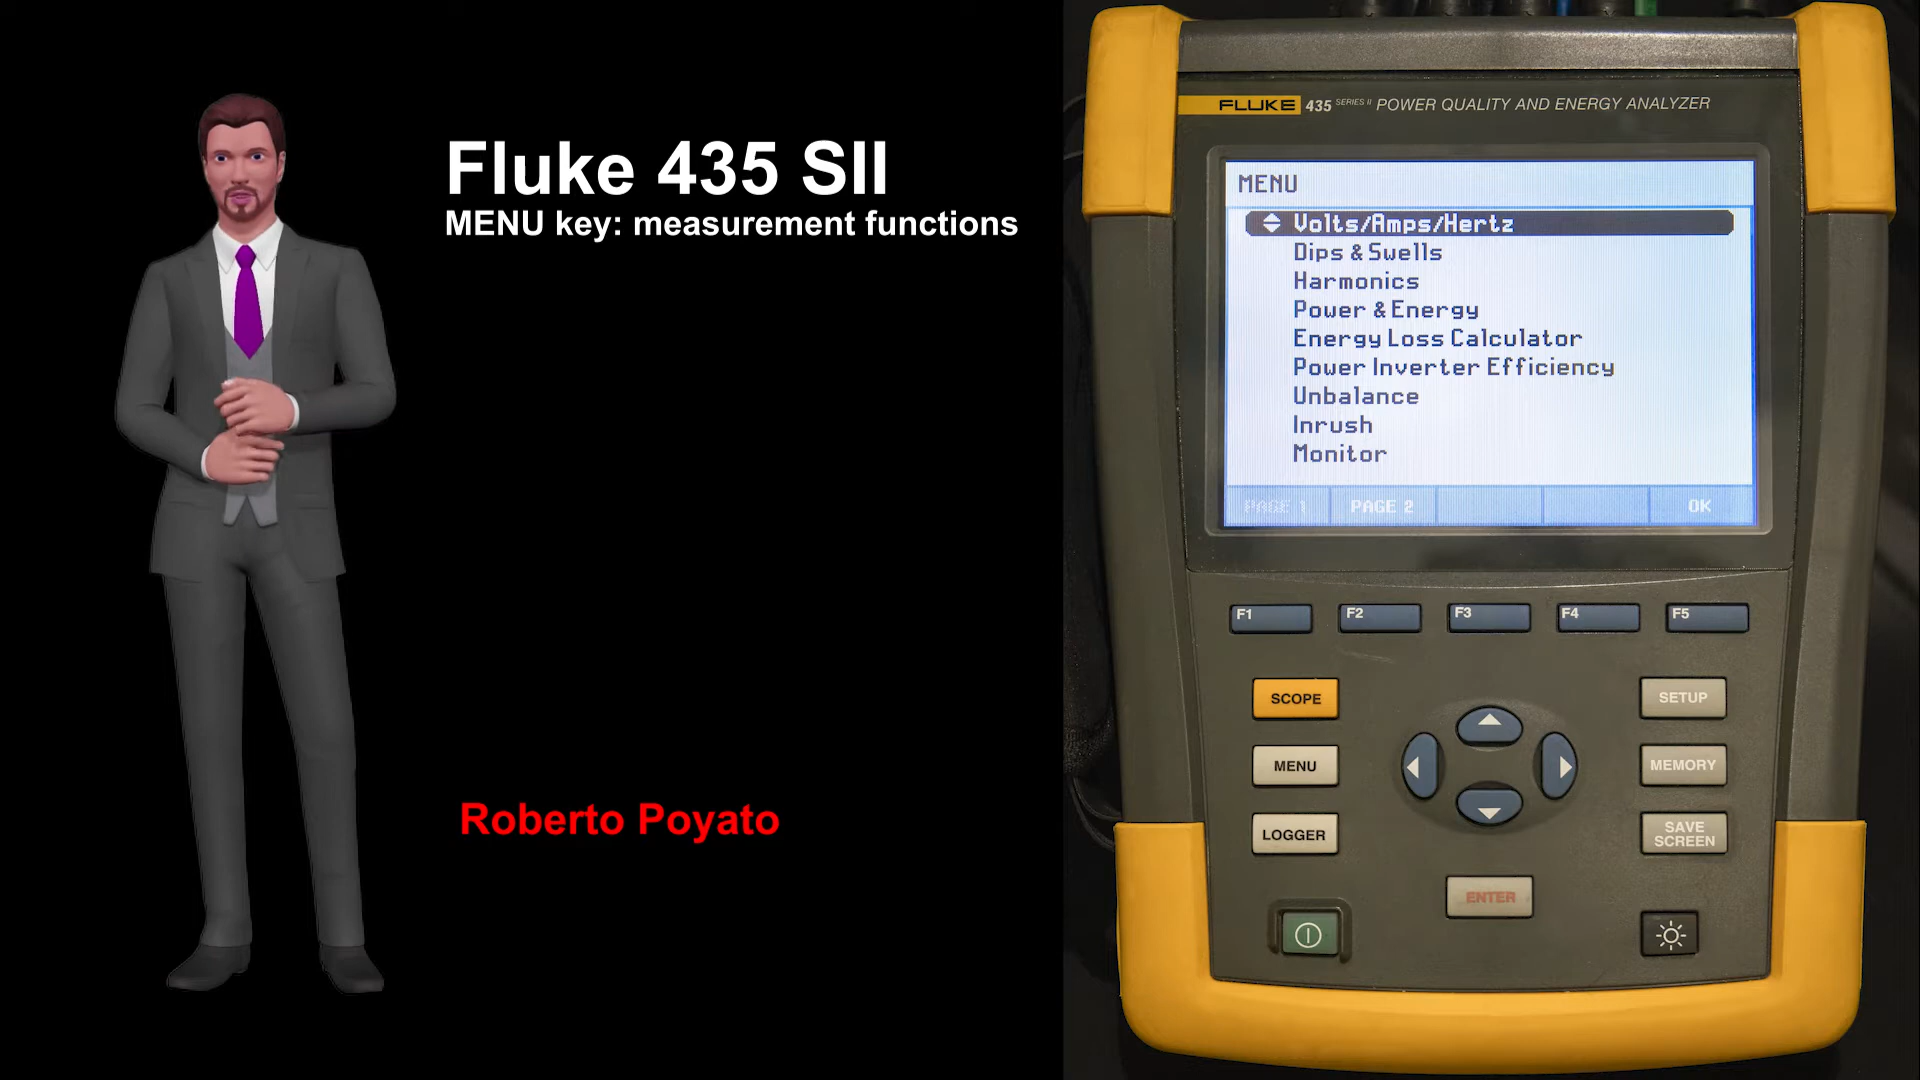 Fluke 435 SII
MENU key: measurement functions
Roberto Poyato
FLUKE 435 SERIES II POWER QUALITY AND ENERGY ANALYZER
MENU
Volts/Amps/Hertz
Dips & Swells
Harmonics
Power & Energy
Energy Loss Calculator
Power Inverter Efficiency
Unbalance
Inrush
Monitor
PAGE 1 PAGE 2 OK
F1 F2 F3 F4 F5
SCOPE
SETUP
MENU
MEMORY
LOGGER
SAVE
SCREEN
ENTER